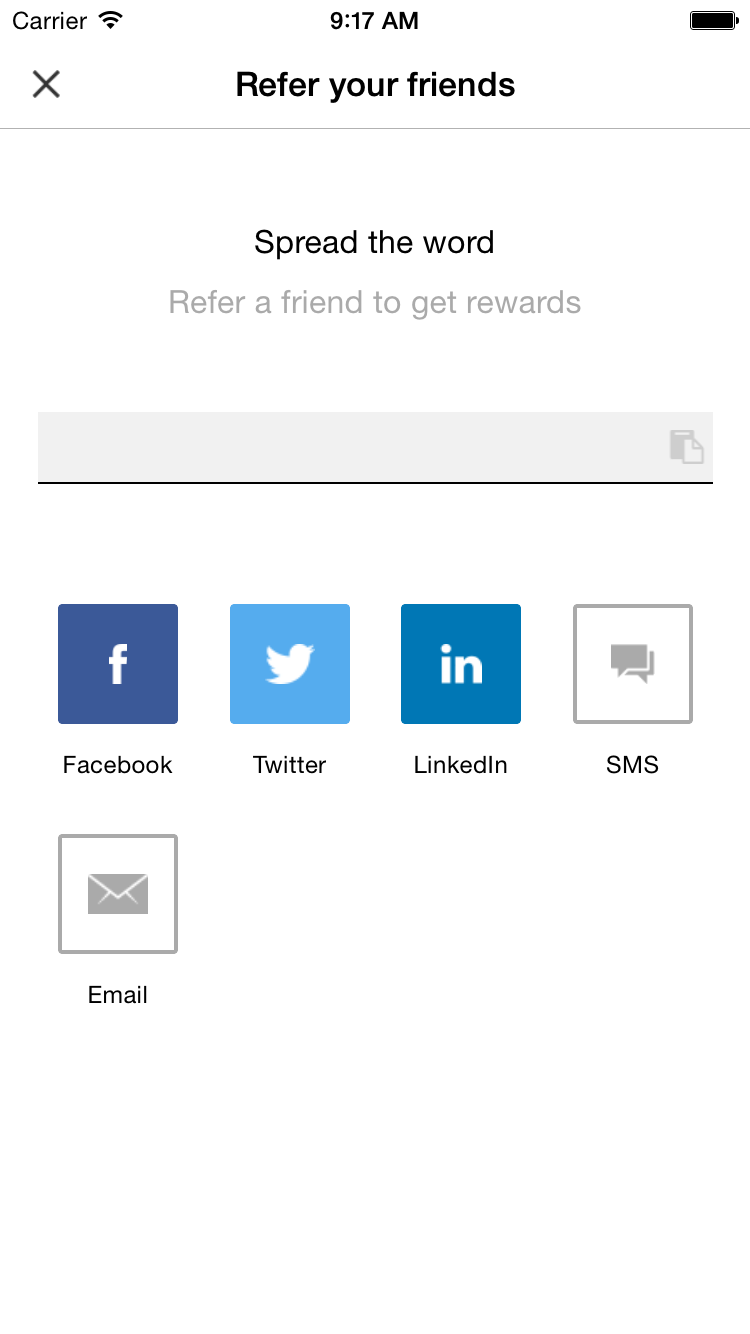 Carrier 9:17 AM
Refer your friends
Spread the word
Refer a friend to get rewards
f in
Facebook Twitter LinkedIn SMS
Email